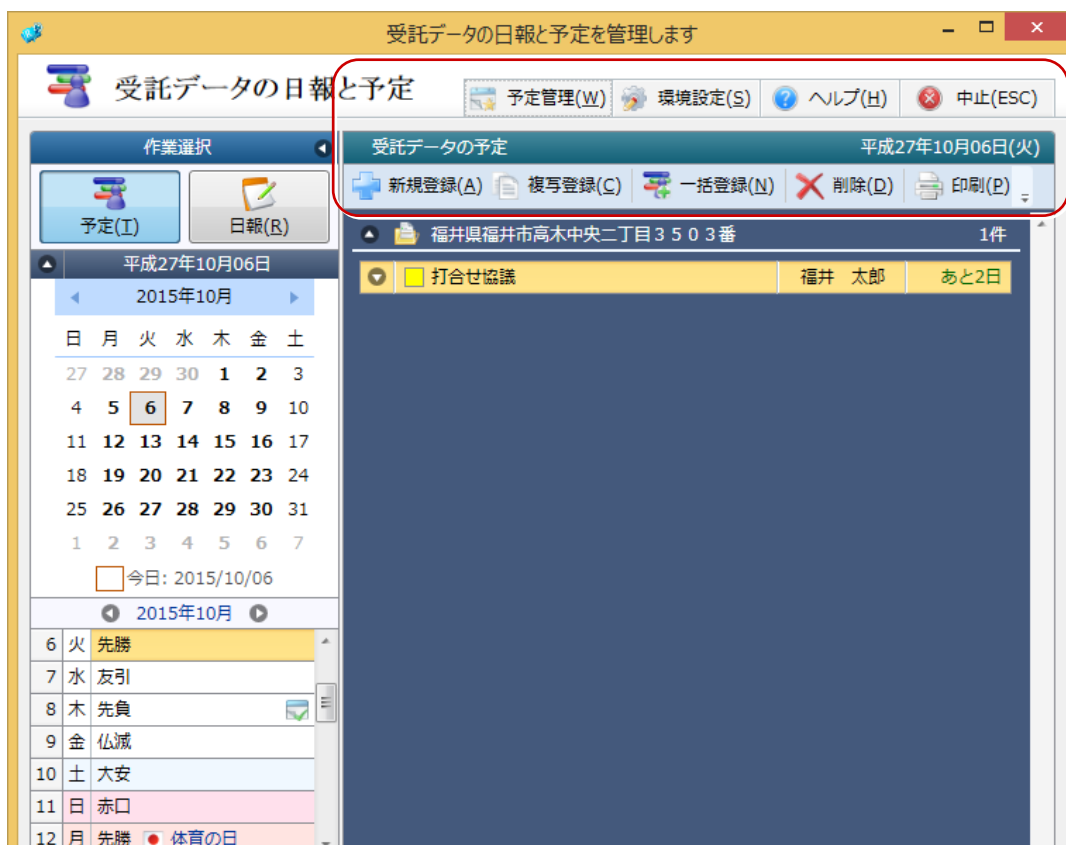 受託データの日報と予定を管理します
受託データの日報と予定
予定管理(W) 環境設定(S) ヘルプ(H) 中止(ESC)
作業選択
予定(T) 日報(R)
平成27年10月06日
2015年10月
日 月 火 水 木 金 土
27 28 29 30 1 2 3
4 5 6 7 8 9 10
11 12 13 14 15 16 17
18 19 20 21 22 23 24
25 26 27 28 29 30 31
1 2 3 4 5 6 7
今日: 2015/10/06
2015年10月
6 火 先勝
7 水 友引
8 木 先負
9 金 仏滅
10 土 大安
11 日 赤口
12 月 先勝 体育の日
受託データの予定 平成27年10月06日(火)
新規登録(A) 複写登録(C) 一括登録(N) 削除(D) 印刷(P)
福井県福井市高木中央二丁目3503番 1件
打合せ協議 福井 太郎 あと2日